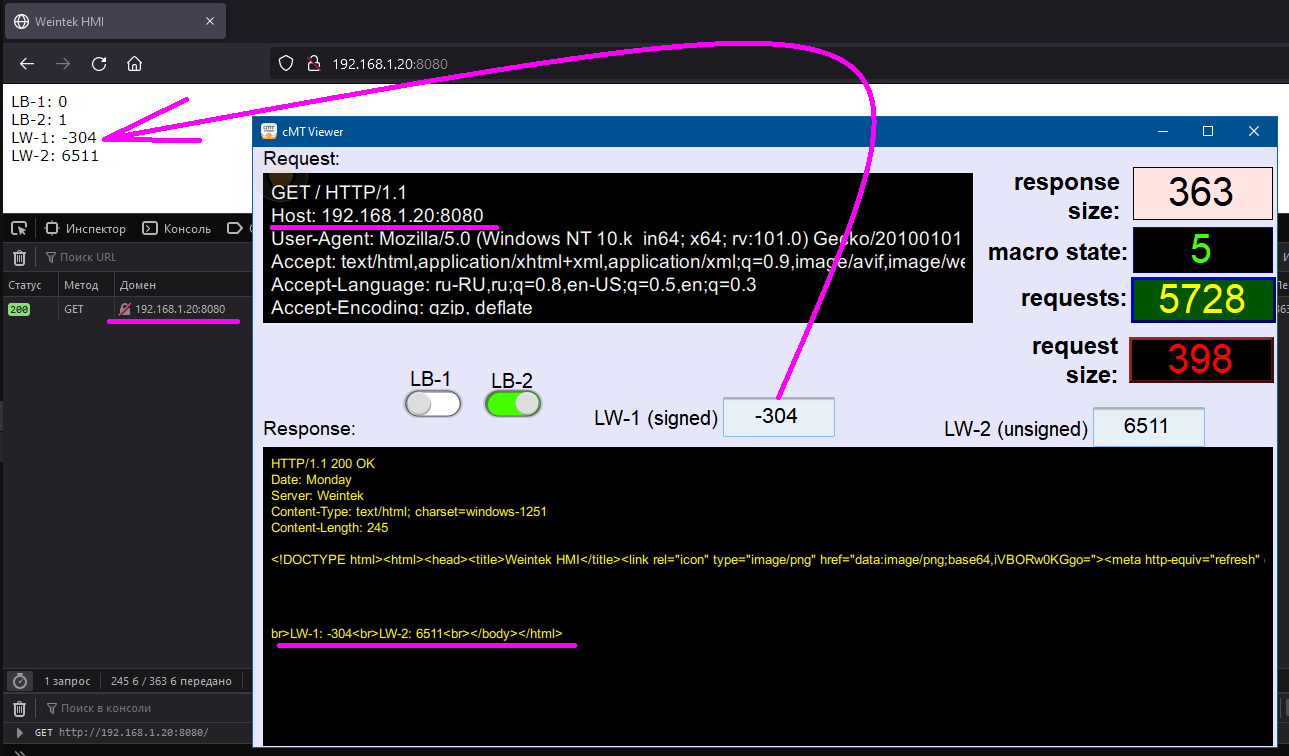 Weintek HMI
192.168.1.20:8080
LB-1: 0
LB-2: 1
LW-1: -304
LW-2: 6511
Инспектор
Консоль
Поиск URL
Статус Метод Домен
200 GET 192.168.1.20:8080
1 запрос 245 б / 363 б передано
Поиск в консоли
GET http://192.168.1.20:8080/
cMT Viewer
Request:
GET / HTTP/1.1
Host: 192.168.1.20:8080
User-Agent: Mozilla/5.0 (Windows NT 10.k in64; x64; rv:101.0) Gecko/20100101
Accept: text/html,application/xhtml+xml,application/xml;q=0.9,image/avif,image/we
Accept-Language: ru-RU,ru;q=0.8,en-US;q=0.5,en;q=0.3
Accept-Encoding: gzip, deflate
response size: 363
macro state: 5
requests: 5728
request size: 398
LB-1
LB-2
LW-1 (signed) -304
LW-2 (unsigned) 6511
Response:
HTTP/1.1 200 OK
Date: Monday
Server: Weintek
Content-Type: text/html; charset=windows-1251
Content-Length: 245
<!DOCTYPE html><html><head><title>Weintek HMI</title><link rel="icon" type="image/png" href="data:image/png;base64,iVBORw0KGgo="><meta http-equiv="refresh"
br>LW-1: -304<br>LW-2: 6511<br></body></html>